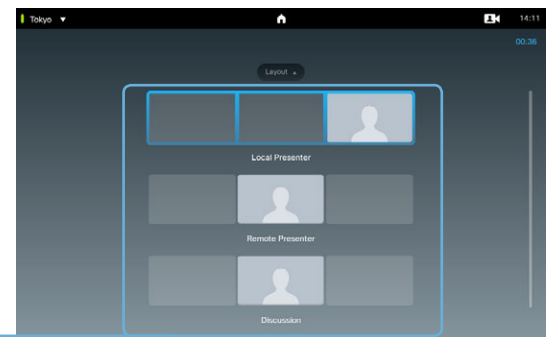 Tokyo
14:11
00:36
Layout
Local Presenter
Remote Presenter
Discussion